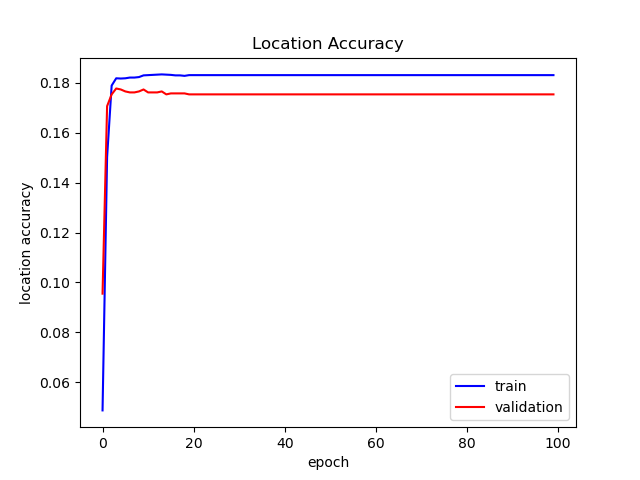 Location Accuracy
location accuracy
0.18
0.16
0.14
0.12
0.10
0.08
0.06
0 20 40 60 80 100
epoch
train
validation